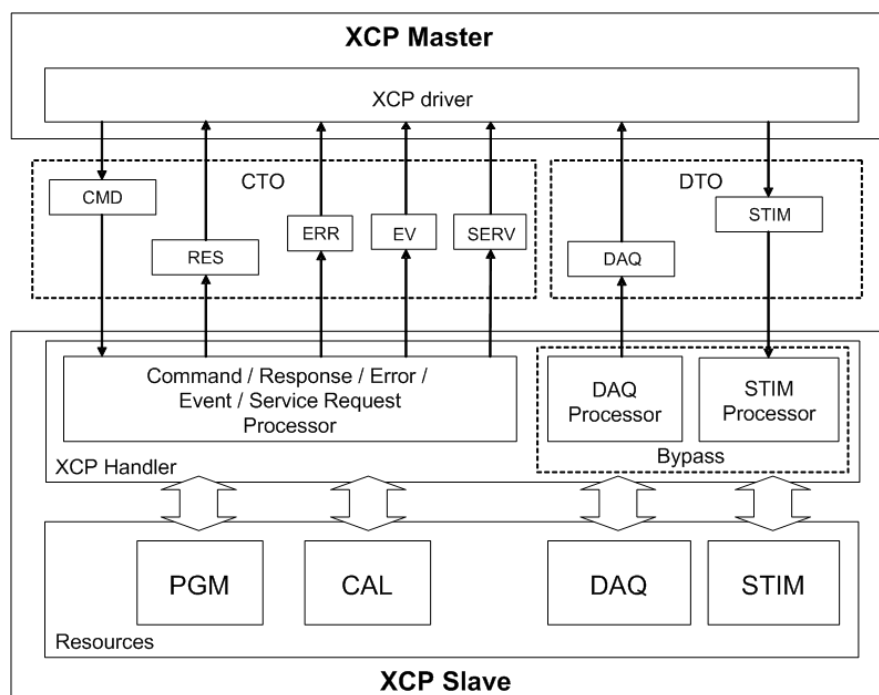 XCP Master
XCP driver
CTO
DTO
CMD
STIM
RES
ERR
EV
SERV
DAQ
Command / Response / Error /
Event / Service Request
Processor
DAQ
Processor
STIM
Processor
Bypass
XCP Handler
PGM
CAL
DAQ
STIM
Resources
XCP Slave